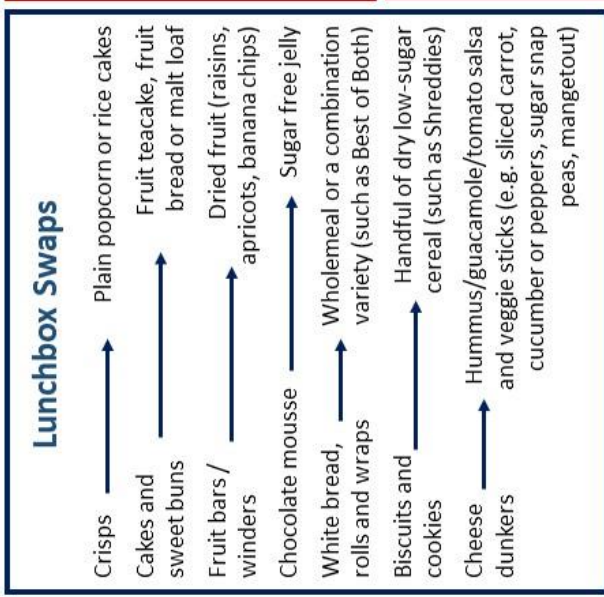 Lunchbox Swaps
Crisps
Plain popcorn or rice cakes
Cakes and
sweet buns
Fruit teacake, fruit
bread or malt loaf
Fruit bars /
winders
Dried fruit (raisins,
apricots, banana chips)
Chocolate mousse
Sugar free jelly
White bread,
rolls and wraps
Wholemeal or a combination
variety (such as Best of Both)
Biscuits and
cookies
Handful of dry low-sugar
cereal (such as Shreddies)
Cheese
dunkers
Hummus/guacamole/tomato salsa
and veggie sticks (e.g. sliced carrot,
cucumber or peppers, sugar snap
peas, mangetout)